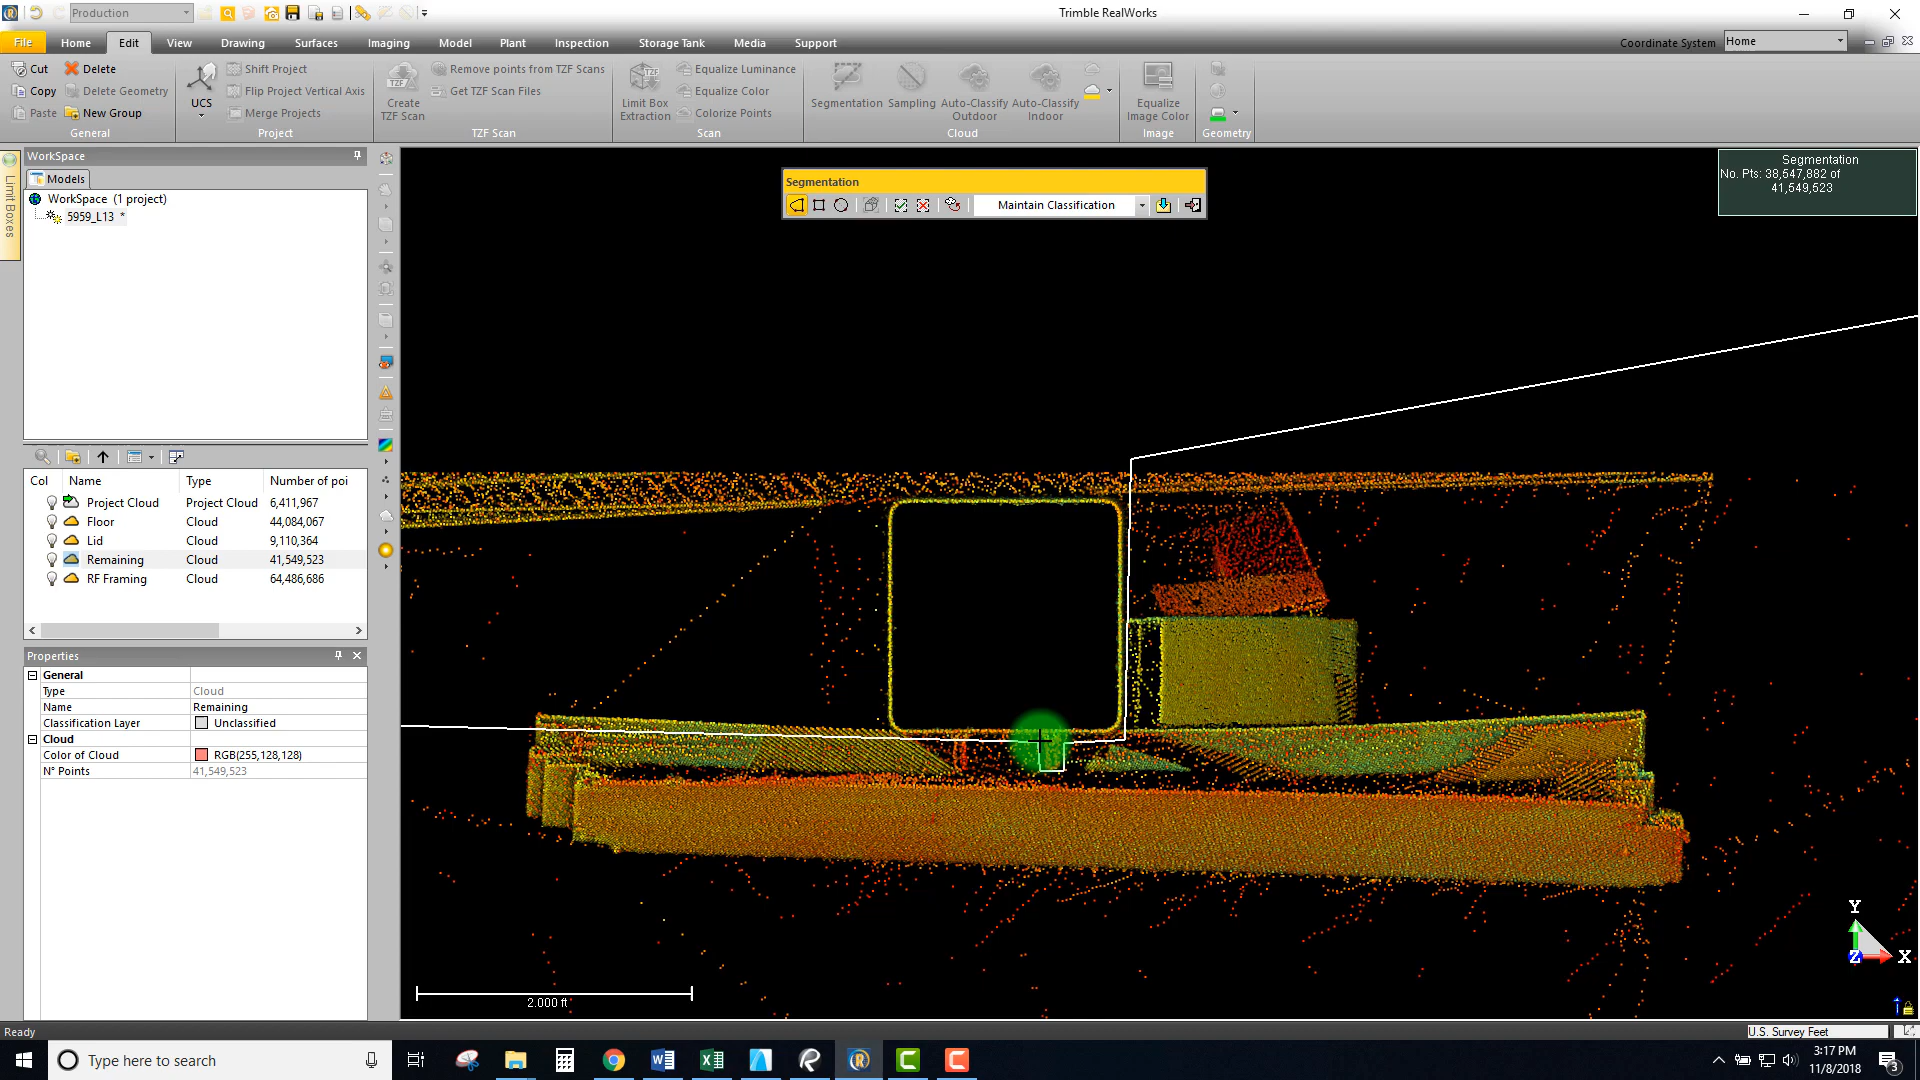 Production
Trimble RealWorks
File
Home
Edit
View
Drawing
Surfaces
Imaging
Model
Plant
Inspection
Storage Tank
Media
Support
Coordinate System
Home
Cut
Delete
Copy
Delete Geometry
Paste
New Group
General
UCS
Shift Project
Flip Project Vertical Axis
Merge Projects
Project
TZF
Create
TZF Scan
Remove points from TZF Scans
Get TZF Scan Files
TZF Scan
TZF
Limit Box
Extraction
Equalize Luminance
Equalize Color
Colorize Points
Scan
Segmentation
Sampling
Auto-Classify
Outdoor
Auto-Classify
Indoor
Cloud
Equalize
Image Color
Image
Geometry
Limit Boxes
WorkSpace
Models
WorkSpace (1 project)
5959_L13 *
Col Name Type Number of poi
Project Cloud Project Cloud 6,411,967
Floor Cloud 44,084,067
Lid Cloud 9,110,364
Remaining Cloud 41,549,523
RF Framing Cloud 64,486,686
Properties
General
Type Cloud
Name Remaining
Classification Layer Unclassified
Cloud
Color of Cloud RGB(255,128,128)
N° Points 41,549,523
Segmentation
Maintain Classification
Segmentation
No. Pts: 38,547,882 of
41,549,523
2.000 ft
Y
Z
X
1
Ready
U.S. Survey Feet
Type here to search
3:17 PM
11/8/2018
3